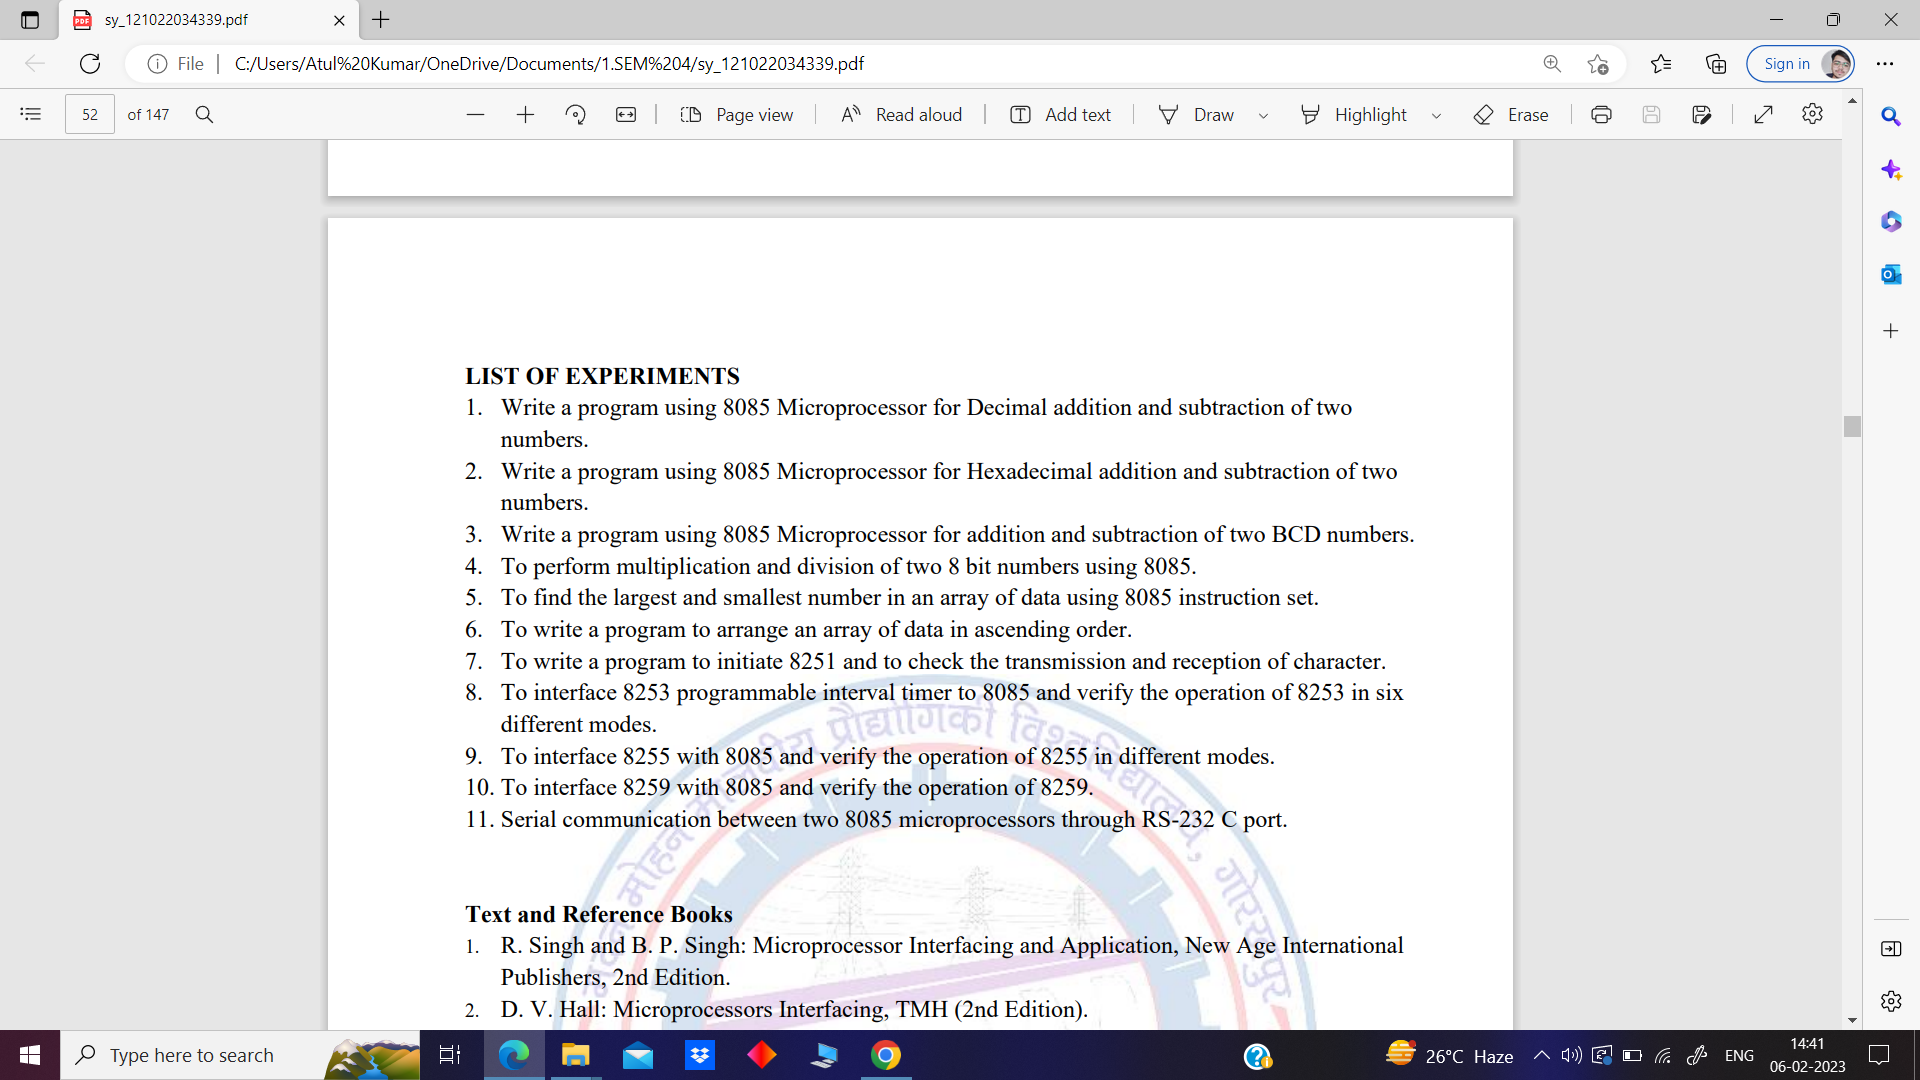 sy_121022034339.pdf
File
C:/Users/Atul%20Kumar/OneDrive/Documents/1.SEM%204/sy_121022034339.pdf
Sign in
52 of 147
Page view
Read aloud
Add text
Draw
Highlight
Erase
LIST OF EXPERIMENTS
1. Write a program using 8085 Microprocessor for Decimal addition and subtraction of two
numbers.
2. Write a program using 8085 Microprocessor for Hexadecimal addition and subtraction of two
numbers.
3. Write a program using 8085 Microprocessor for addition and subtraction of two BCD numbers.
4. To perform multiplication and division of two 8 bit numbers using 8085.
5. To find the largest and smallest number in an array of data using 8085 instruction set.
6. To write a program to arrange an array of data in ascending order.
7. To write a program to initiate 8251 and to check the transmission and reception of character.
8. To interface 8253 programmable interval timer to 8085 and verify the operation of 8253 in six
different modes.
9. To interface 8255 with 8085 and verify the operation of 8255 in different modes.
10. To interface 8259 with 8085 and verify the operation of 8259.
11. Serial communication between two 8085 microprocessors through RS-232 C port.
मदन मोहन मालवीय प्रौद्योगिकी विश्वविद्यालय, गोरखपुर
Text and Reference Books
1. R. Singh and B. P. Singh: Microprocessor Interfacing and Application, New Age International
Publishers, 2nd Edition.
2. D. V. Hall: Microprocessors Interfacing, TMH (2nd Edition).
Type here to search
26°C Haze
ENG
14:41
06-02-2023